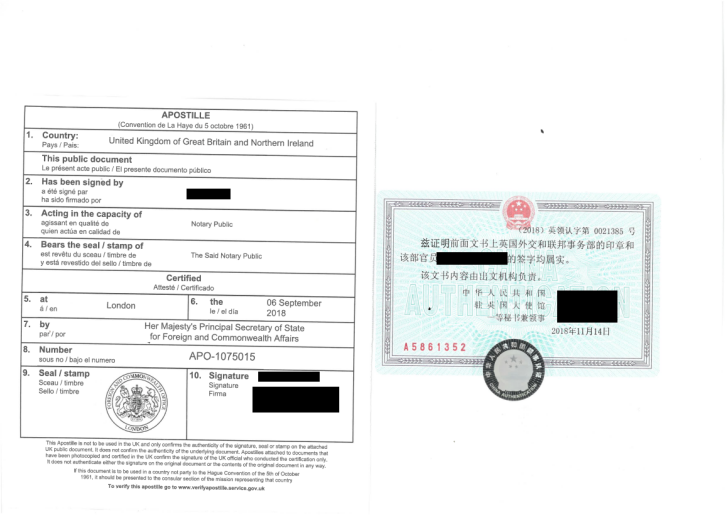 APOSTILLE
(Convention de La Haye du 5 octobre 1961)
1. Country: United Kingdom of Great Britain and Northern Ireland
Pays / Pais:
This public document
Le présent acte public / El presente documento público
2. Has been signed by
a été signé par
ha sido firmado por
3. Acting in the capacity of
agissant en qualité de Notary Public
quien actúa en calidad de
4. Bears the seal / stamp of
est revêtu du sceau / timbre de The Said Notary Public
y está revestido del sello / timbre de
Certified
Attesté / Certificado
5. at London 6. the 06 September
á / en le / el día 2018
7. by Her Majesty's Principal Secretary of State
par / por for Foreign and Commonwealth Affairs
8. Number APO-1075015
sous no / bajo el numero
9. Seal / stamp 10. Signature
Sceau / timbre Signature
Sello / timbre Firma
FOREIGN AND COMMONWEALTH OFFICE
LONDON
This Apostille is not to be used in the UK and only confirms the authenticity of the signature, seal or stamp on the attached
UK public document. It does not confirm the authenticity of the underlying document. Apostilles attached to documents that
have been photocopied and certified in the UK confirm the signature of the UK official who conducted the certification only.
It does not authenticate either the signature on the original document or the contents of the original document in any way.
If this document is to be used in a country not party to the Hague Convention of the 5th of October
1961, it should be presented to the consular section of the mission representing that country
To verify this apostille go to www.verifyapostille.service.gov.uk
(2018) 英领认字第 0021385 号
兹证明前面文书上英国外交和联邦事务部的印章和
该部官员 的签字均属实。
该文书内容由出文机构负责。
中华人民共和国
驻英国大使馆
等秘书兼领事
2018年11月14日
A5861352
中华人民共和国领事认证